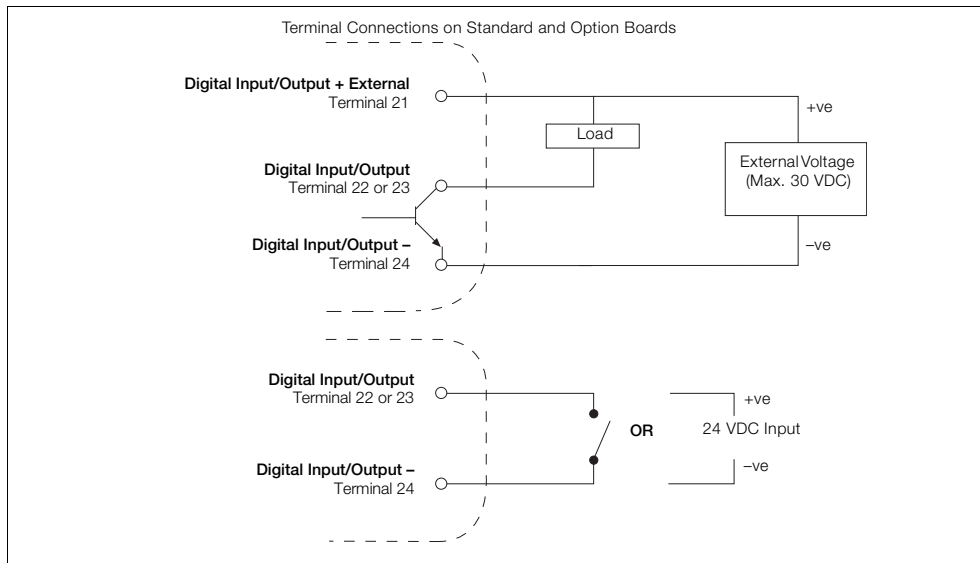 Terminal Connections on Standard and Option Boards
Digital Input/Output + External
Terminal 21
+ve
Load
External Voltage
(Max. 30 VDC)
Digital Input/Output
Terminal 22 or 23
Digital Input/Output –
Terminal 24
–ve
Digital Input/Output
Terminal 22 or 23
+ve
OR
24 VDC Input
Digital Input/Output –
Terminal 24
–ve